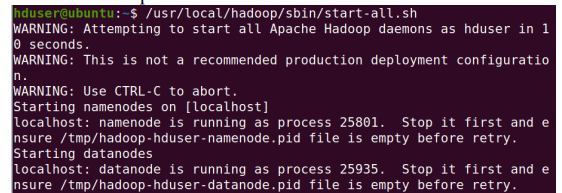 hduser@ubuntu:~$ /usr/local/hadoop/sbin/start-all.sh
WARNING: Attempting to start all Apache Hadoop daemons as hduser in 1
0 seconds.
WARNING: This is not a recommended production deployment configuratio
n.
WARNING: Use CTRL-C to abort.
Starting namenodes on [localhost]
localhost: namenode is running as process 25801.  Stop it first and e
nsure /tmp/hadoop-hduser-namenode.pid file is empty before retry.
Starting datanodes
localhost: datanode is running as process 25935.  Stop it first and e
nsure /tmp/hadoop-hduser-datanode.pid file is empty before retry.